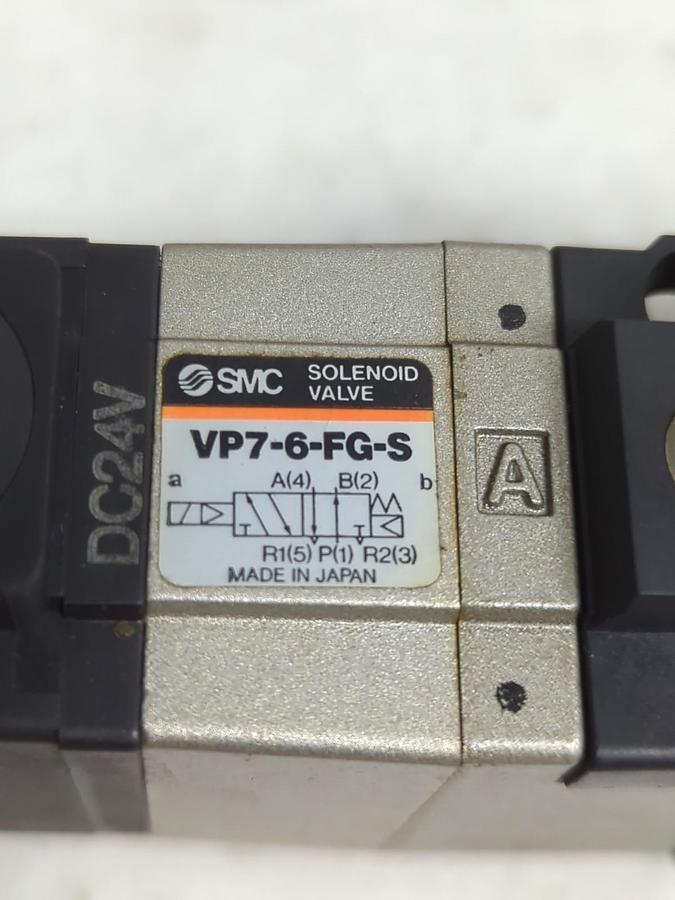 SMC SOLENOID
VALVE
VP7-6-FG-S
a A(4) B(2) b
R1(5) P(1) R2(3)
MADE IN JAPAN
DC24V
A